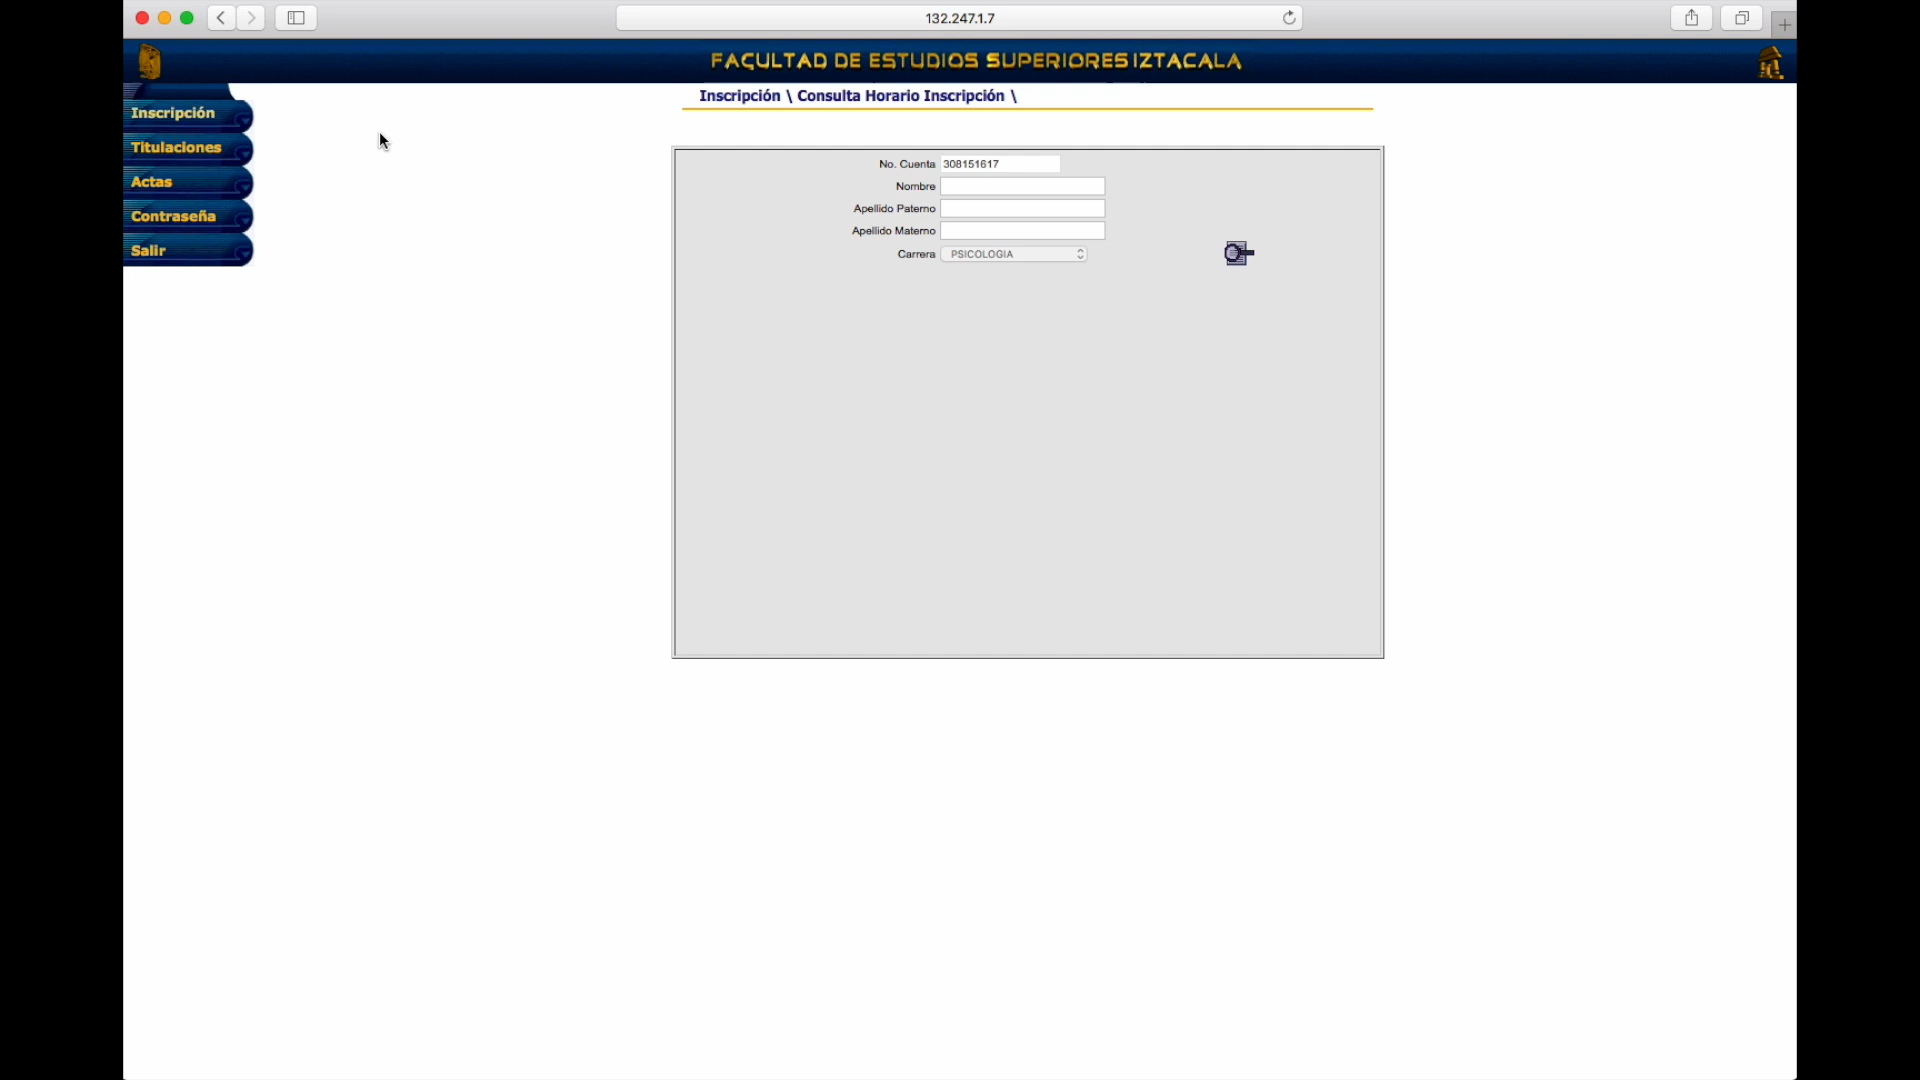 132.247.1.7
FACULTAD DE ESTUDIOS SUPERIORES IZTACALA
Inscripción \ Consulta Horario Inscripción \
Inscripción
Titulaciones
Actas
Contraseña
Salir
No. Cuenta 308151617
Nombre
Apellido Paterno
Apellido Materno
Carrera PSICOLOGIA